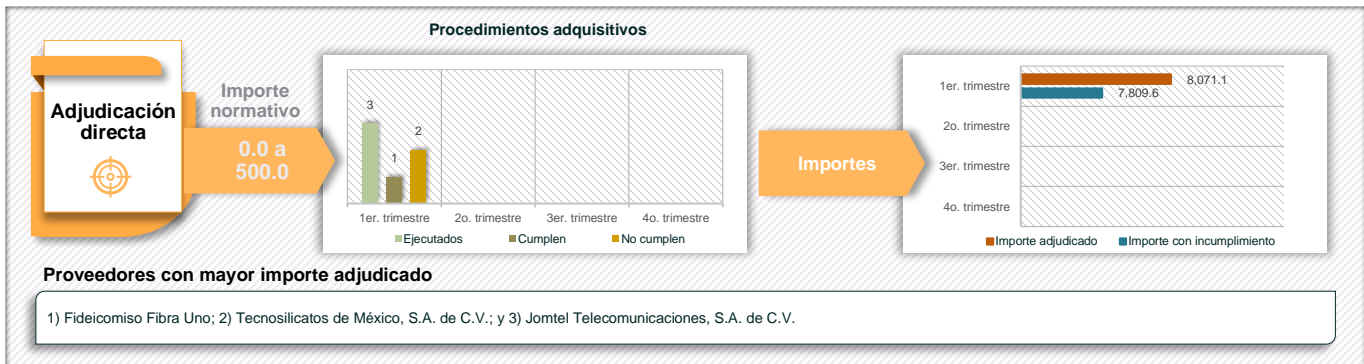 Procedimientos adquisitivos
Adjudicación
directa
Importe
normativo
0.0 a
500.0
3
1
2
1er. trimestre
2o. trimestre
3er. trimestre
4o. trimestre
Ejecutados
Cumplen
No cumplen
Importes
1er. trimestre
8,071.1
7,809.6
2o. trimestre
3er. trimestre
4o. trimestre
Importe adjudicado
Importe con incumplimiento
Proveedores con mayor importe adjudicado
1) Fideicomiso Fibra Uno; 2) Tecnosilicatos de México, S.A. de C.V.; y 3) Jomtel Telecomunicaciones, S.A. de C.V.